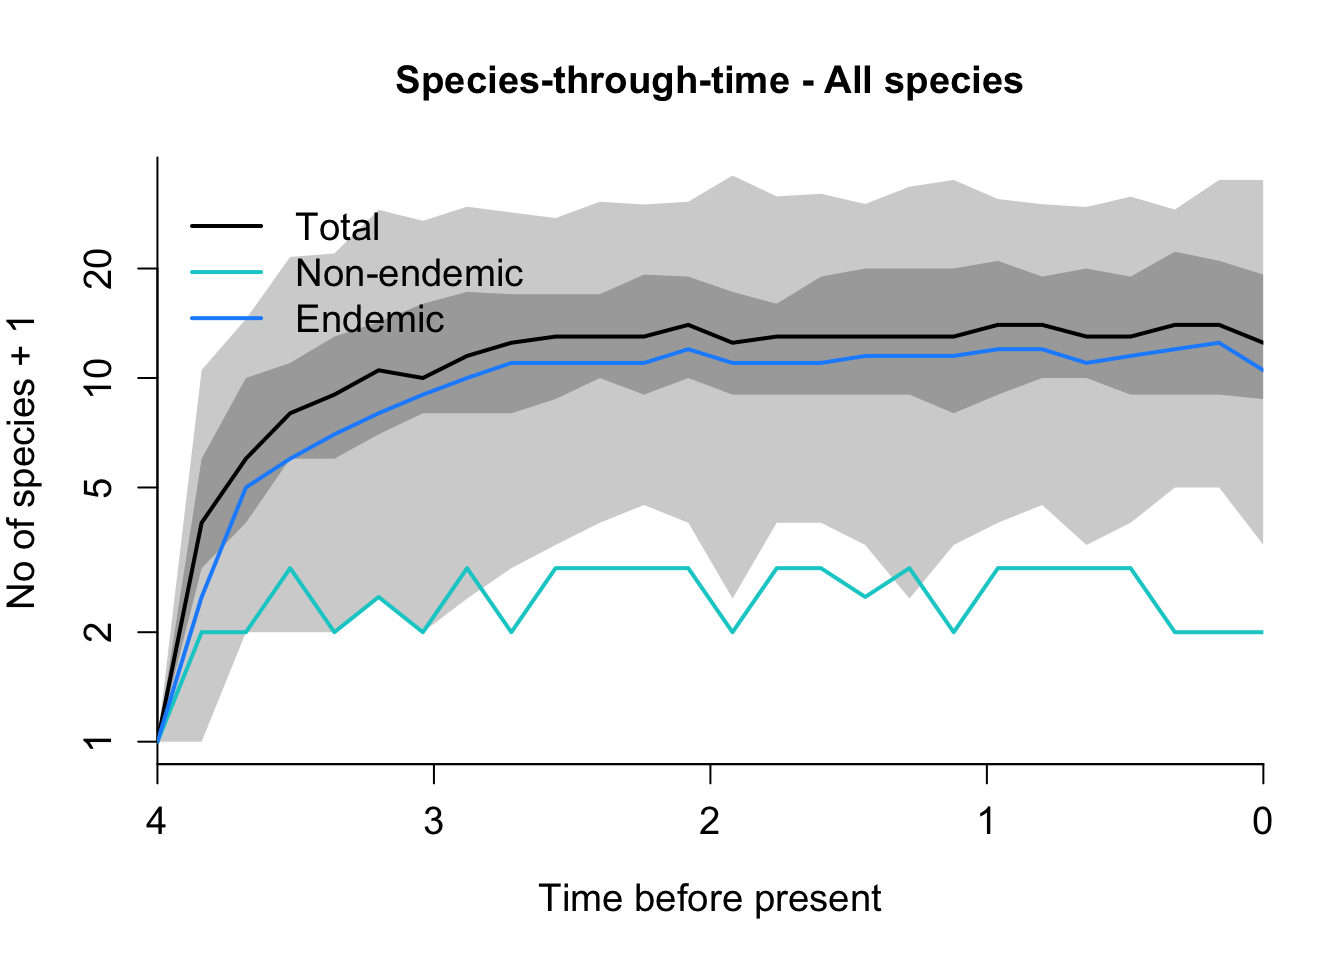 Species-through-time - All species
Total
Non-endemic
Endemic
No of species + 1
20
10
5
2
1
4 3 2 1 0
Time before present